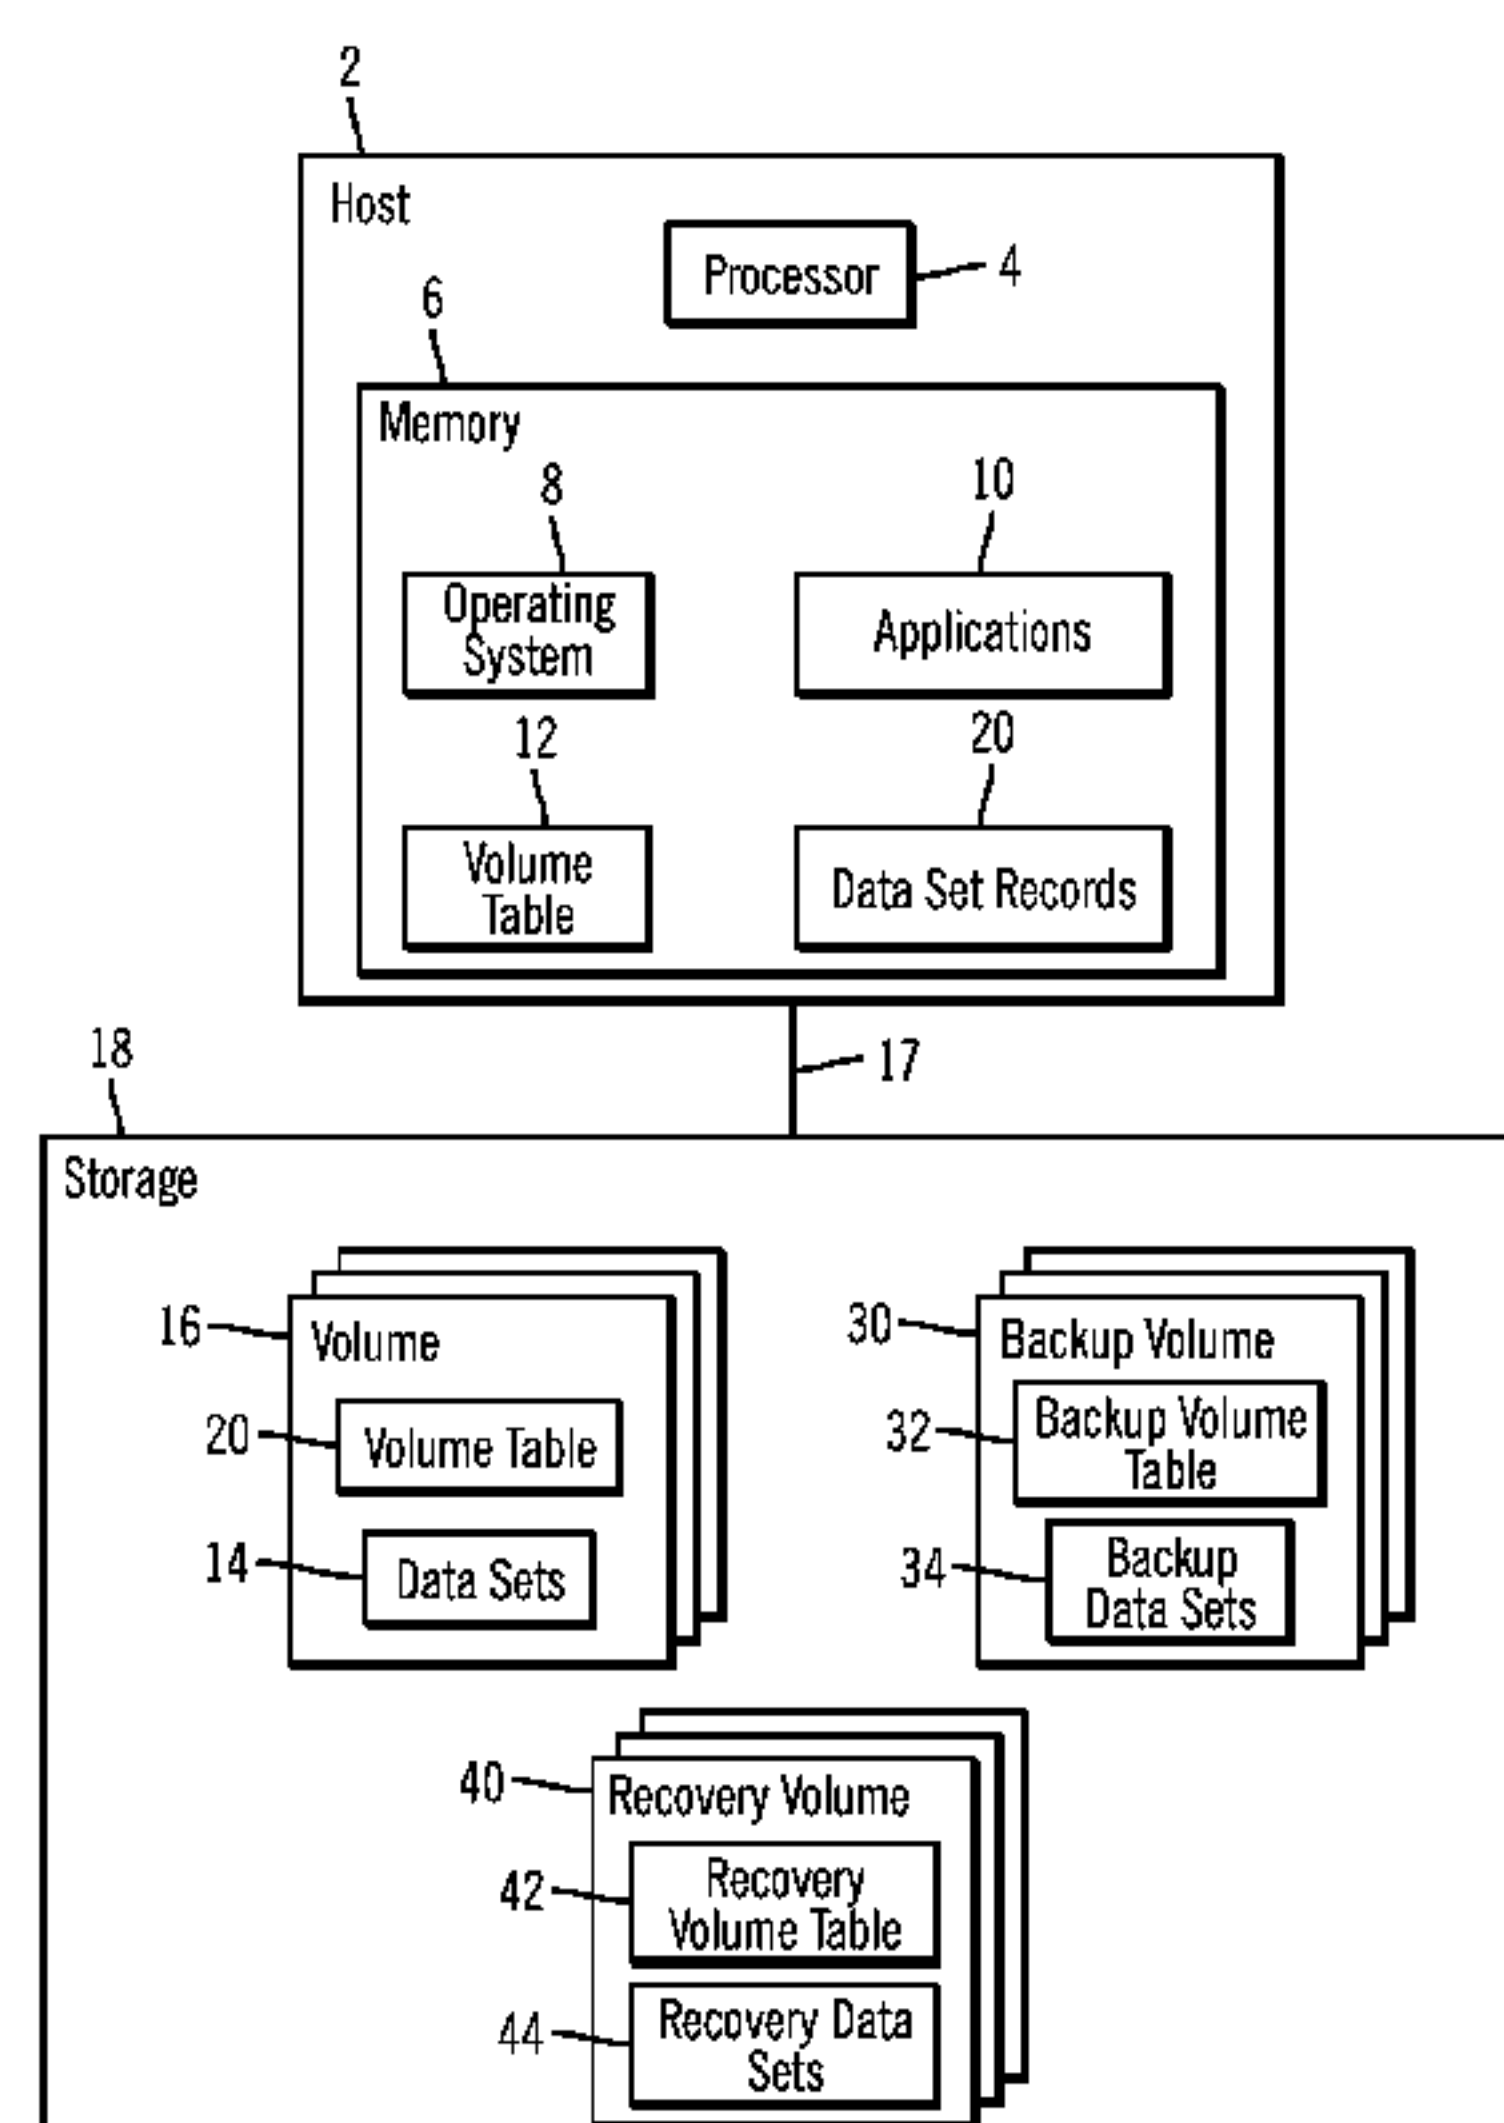 2
Host
Processor
4
6
Memory
8
10
Operating
System
Applications
12
20
Volume
Table
Data Set Records
17
18
Storage
16
Volume
20
Volume Table
14
Data Sets
30
Backup Volume
32
Backup Volume
Table
34
Backup
Data Sets
40
Recovery Volume
42
Recovery
Volume Table
44
Recovery Data
Sets